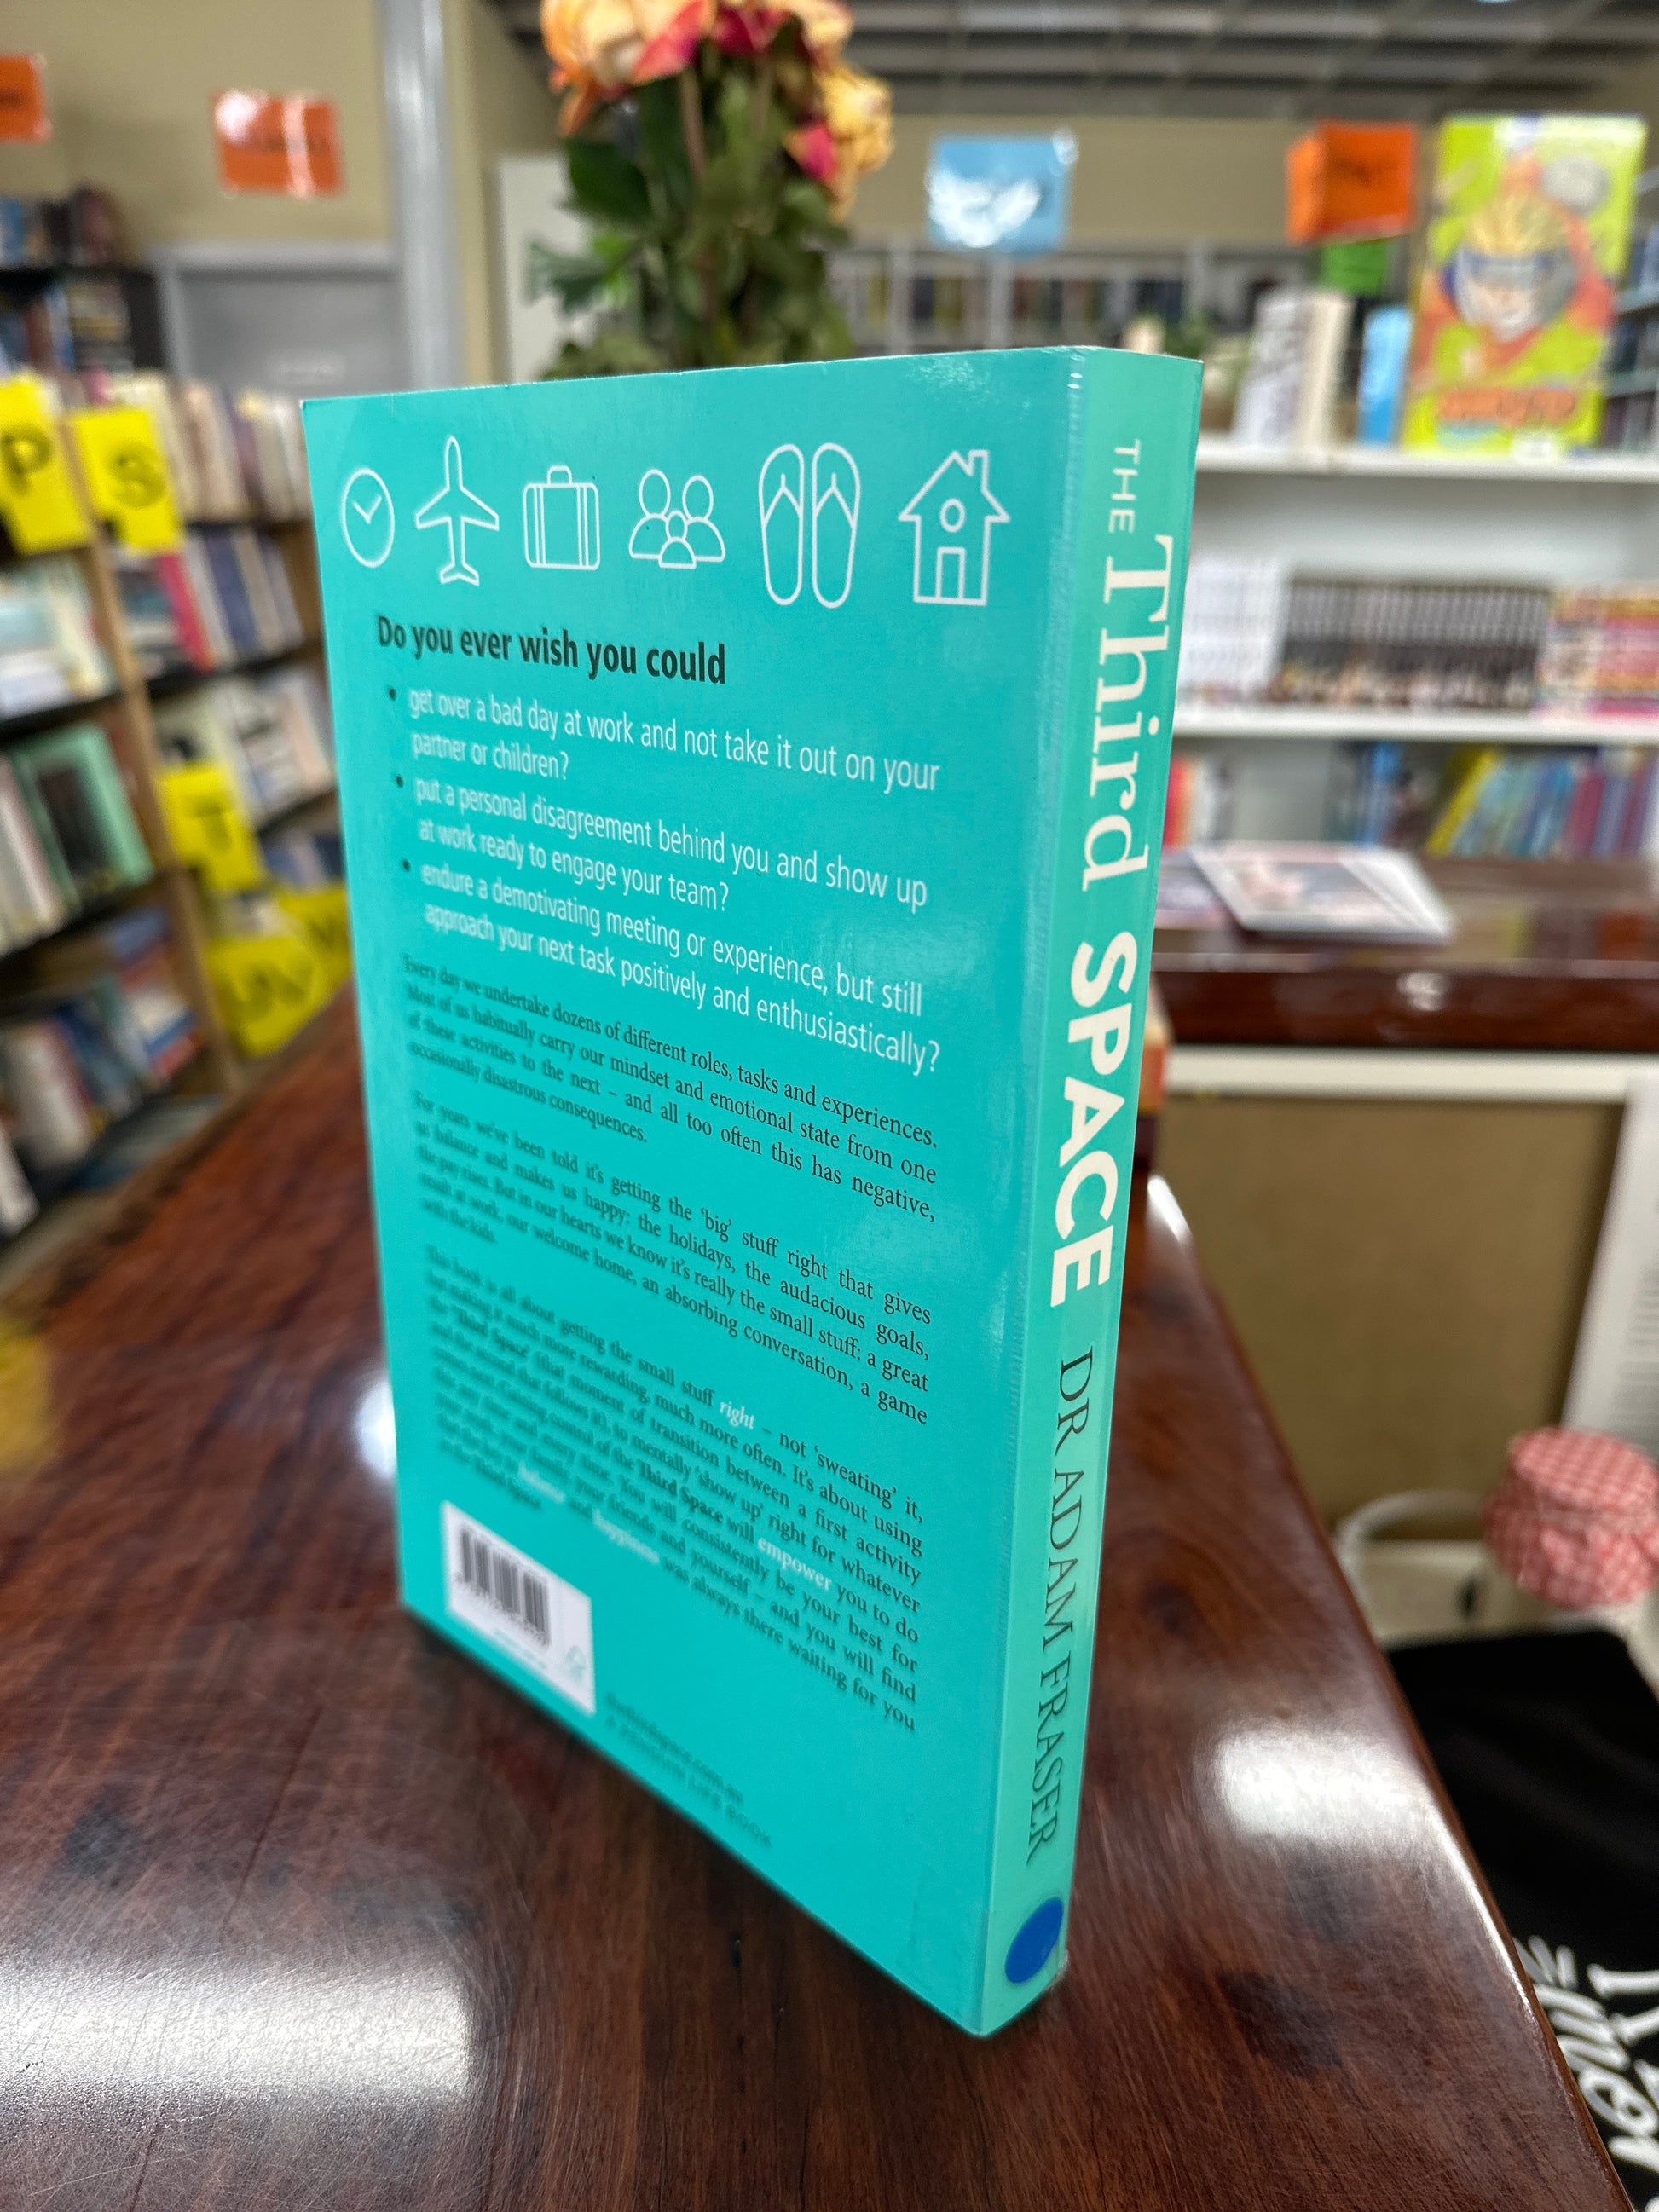 Do you ever wish you could
• get over a bad day at work and not take it out on your
partner or children?
• put a personal disagreement behind you and show up
at work ready to engage your team?
• endure a demotivating meeting or experience, but still
approach your next task positively and enthusiastically?
Every day we undertake dozens of different roles, tasks and experiences.
Most of us habitually carry our mindset and emotional state from one
of these activities to the next – and all too often this has negative,
occasionally disastrous consequences.
For years we've been told it's getting the 'big' stuff right that gives
us balance and makes us happy: the holidays, the audacious goals,
the pay rises. But in our hearts we know it's really the small stuff: a great
result at work, our welcome home, an absorbing conversation, a game
with the kids.
This book is all about getting the small stuff right – not 'sweating' it,
but making it much more rewarding, much more often. It's about using
the 'Third Space' (that moment of transition between a first activity
and the second that follows it), to mentally 'show up' right for whatever
comes next. Gaining control of the Third Space will empower you to do
this any time and every time. You will consistently be your best for
your work, your family, your friends and yourself – and you will find
that the key to balance and happiness was always there waiting for you
in the Third Space.
thethirdspace.com.au
THE Third SPACE DR ADAM FRASER
P
S
T
UV
W